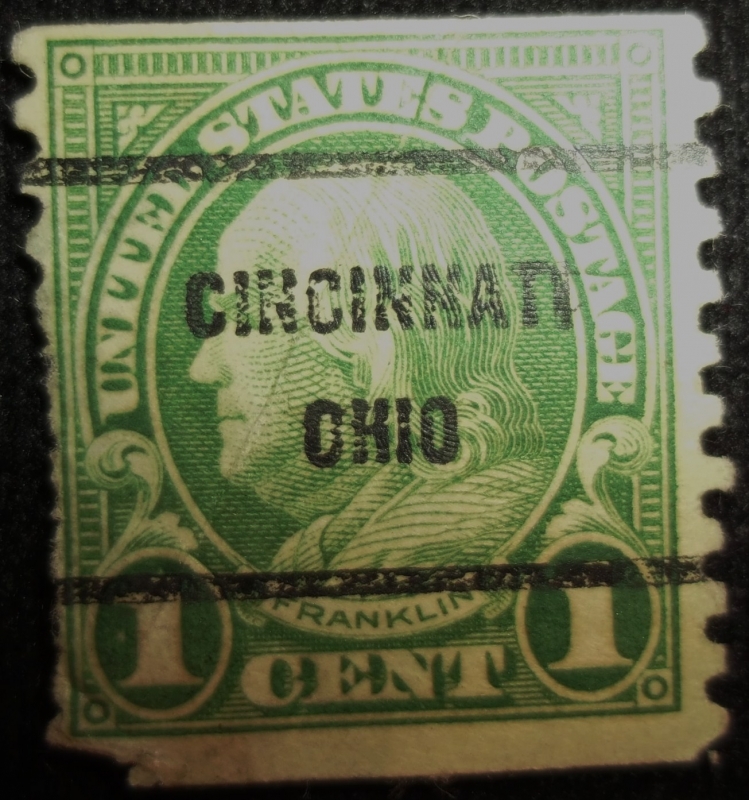 UNITED STATES POSTAGE
CINCINNATI
OHIO
FRANKLIN
1 CENT 1